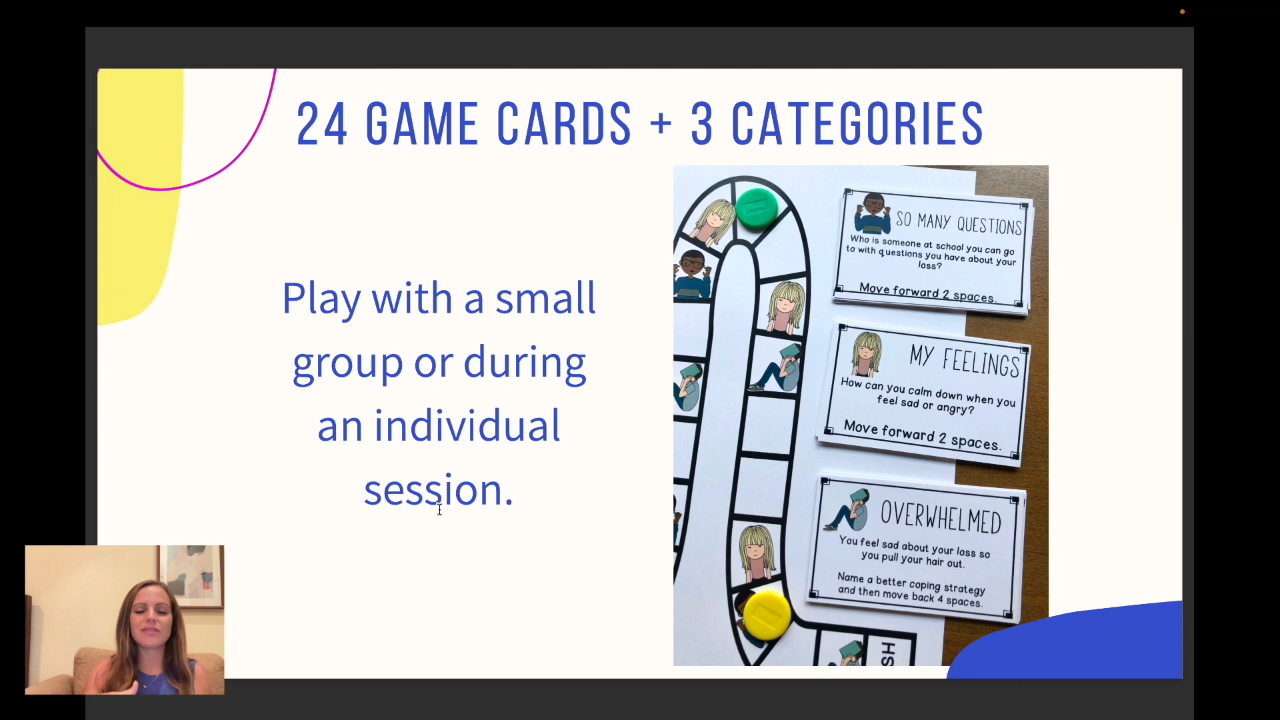 24 GAME CARDS + 3 CATEGORIES
Play with a small
group or during
an individual
session.
SO MANY QUESTIONS
Who is someone at school you can go
to with questions you have about your
loss?
Move forward 2 spaces.
MY FEELINGS
How can you calm down when you
feel sad or angry?
Move forward 2 spaces.
OVERWHELMED
You feel sad about your loss so
you pull your hair out.
Name a better coping strategy
and then move back 4 spaces.
SH